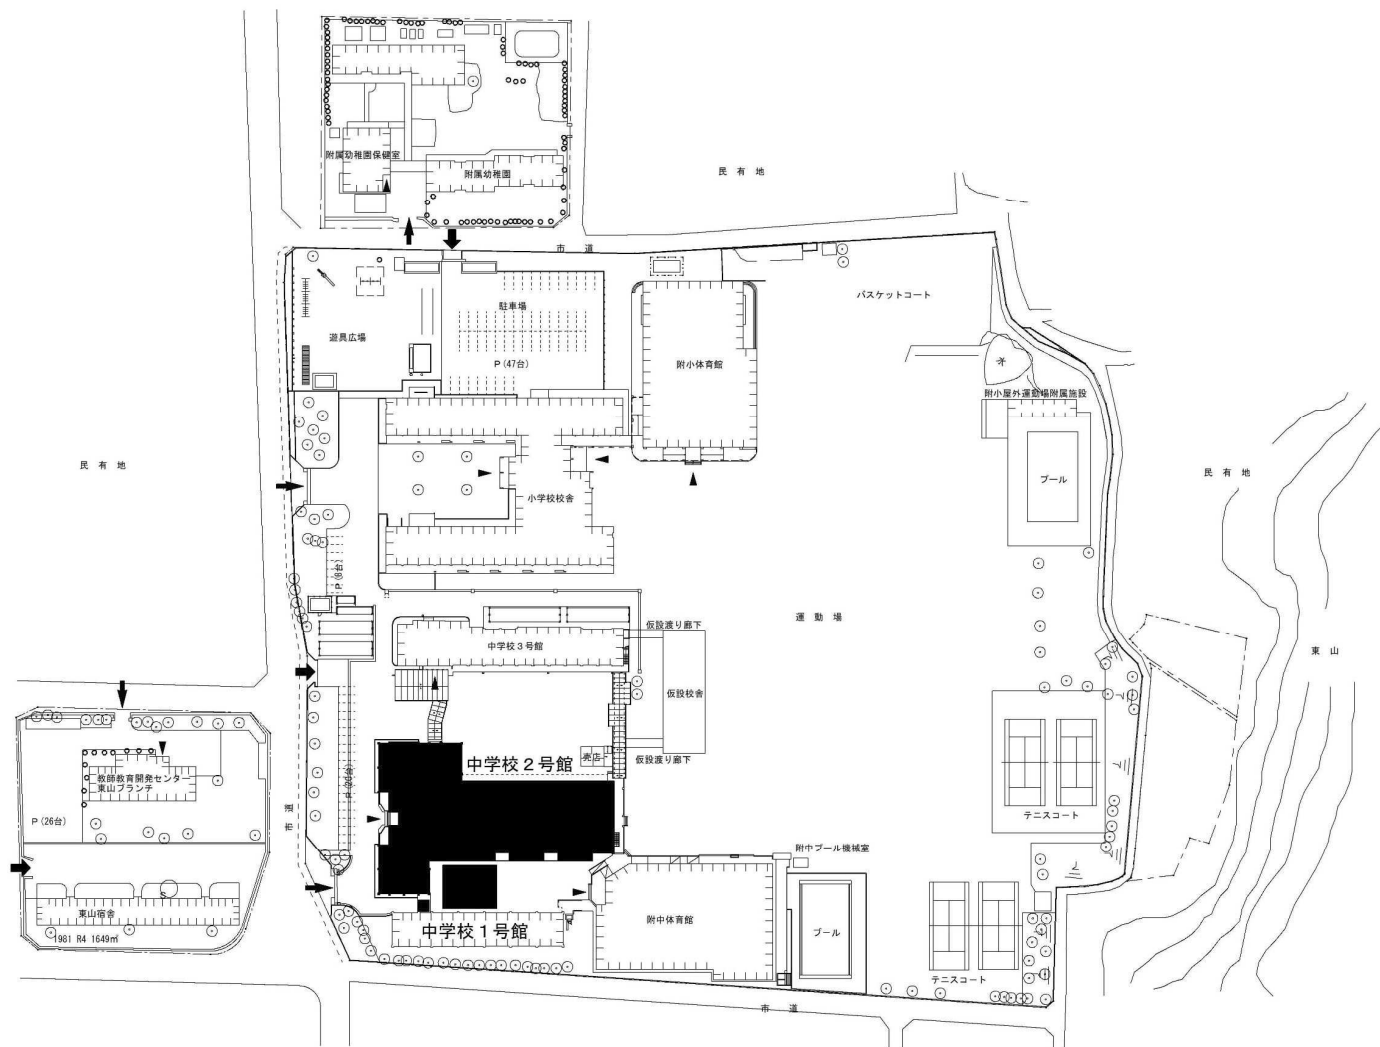 附属幼稚園保健室
附属幼稚園
民有地
市道
バスケットコート
駐車場
遊具広場
P (47台)
附小体育館
附小屋外運動場附属施設
プール
民有地
民有地
小学校校舎
P (8台)
運動場
仮設渡り廊下
中学校3号館
東山
仮設校舎
中学校2号館
売店
仮設渡り廊下
教師教育開発センター
東山ブランチ
P (26台)
市道
テニスコート
附中プール機械室
S
東山宿舎
1981 R4 1649㎡
中学校1号館
附中体育館
プール
テニスコート
市道